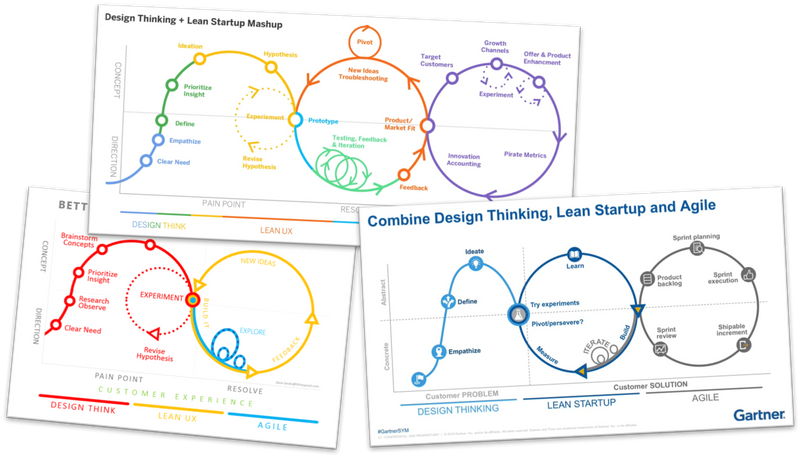 Design Thinking + Lean Startup Mashup
CONCEPT
DIRECTION
Ideation
Hypothesis
Prioritize
Insight
Define
Empathize
Clear Need
Experiement
Revise
Hypothesis
Prototype
Pivot
New Ideas
Troubleshooting
Product/
Market Fit
Testing, Feedback
& Iteration
Feedback
Target
Customers
Growth
Channels
Offer & Product
Enhancment
Experiment
Innovation
Accounting
Pirate Metrics
PAIN POINT
DESIGN THINK
LEAN UX
CONCEPT
DIRECTION
Brainstorm
Concepts
Prioritize
Insight
Research
Observe
Clear Need
EXPERIMENT
Revise
Hypothesis
BUILD IT
NEW IDEAS
EXPLORE
FEEDBACK
PAIN POINT
RESOLVE
CUSTOMER EXPERIENCE
DESIGN THINK
LEAN UX
AGILE
Combine Design Thinking, Lean Startup and Agile
Abstract
Concrete
Ideate
Define
Empathize
Learn
Try experiments
Pivot/persevere?
Measure
ITERATE
Build
Sprint planning
Product
backlog
Sprint
execution
Sprint
review
Shipable
increment
Customer PROBLEM
Customer SOLUTION
DESIGN THINKING
LEAN STARTUP
AGILE
#GartnerSYM
Gartner